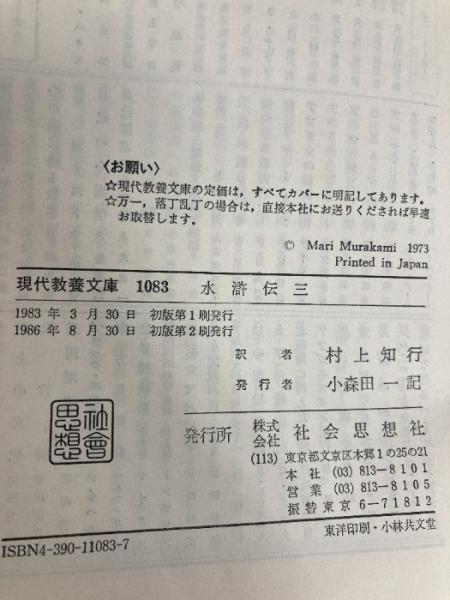 〈お願い〉
☆現代教養文庫の定価は，すべてカバーに明記してあります。
☆万一，落丁乱丁の場合は，直接本社にお送りくだされば早速
お取替します。
© Mari Murakami 1973
Printed in Japan
現代教養文庫 1083 水滸伝三
1983年3月30日 初版第1刷発行
1986年8月30日 初版第2刷発行
訳者 村上知行
発行者 小森田一記
社會思想
発行所 株式会社 社会思想社
(113) 東京都文京区本郷1の25の21
本社 (03) 813-8101
営業 (03) 813-8105
振替東京 6-71812
東洋印刷・小林共文堂
ISBN4-390-11083-7